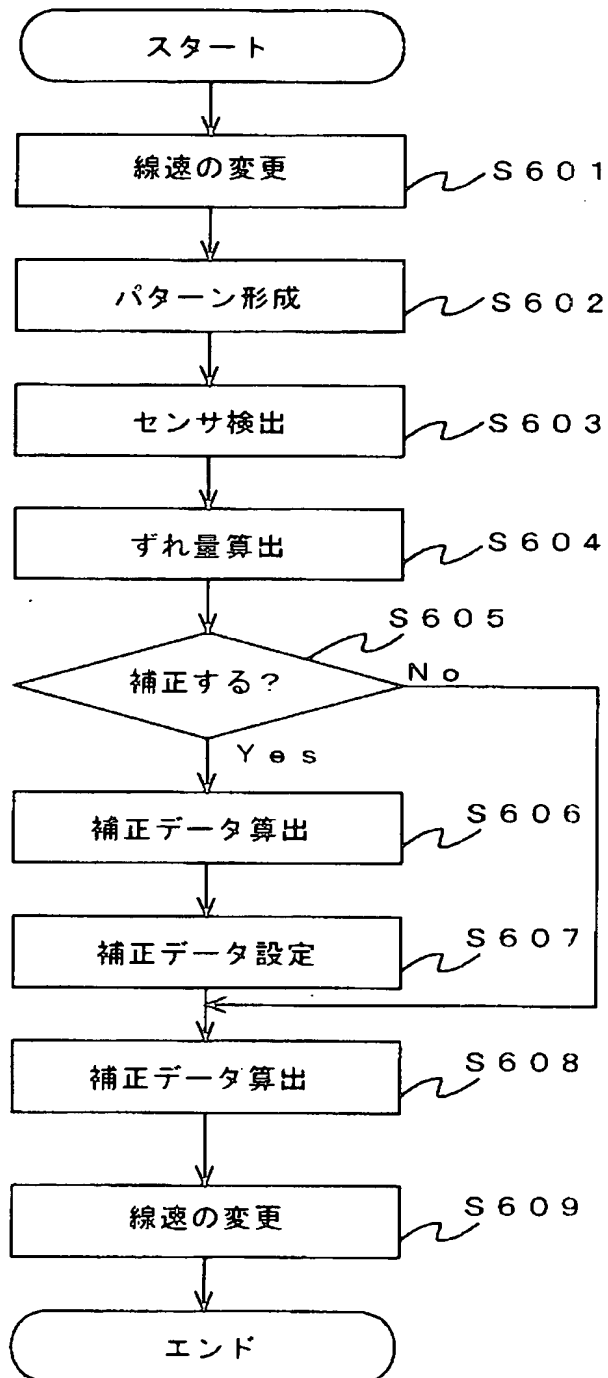 スタート
線速の変更
S601
パターン形成
S602
センサ検出
S603
ずれ量算出
S604
S605
補正する?
No
Yes
補正データ算出
S606
補正データ設定
S607
補正データ算出
S608
線速の変更
S609
エンド